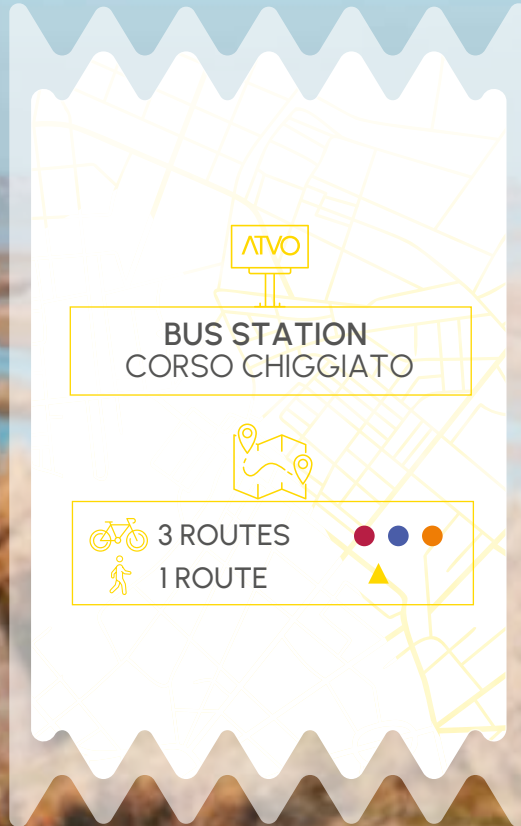 ATVO
BUS STATION
CORSO CHIGGIATO
3 ROUTES
1 ROUTE